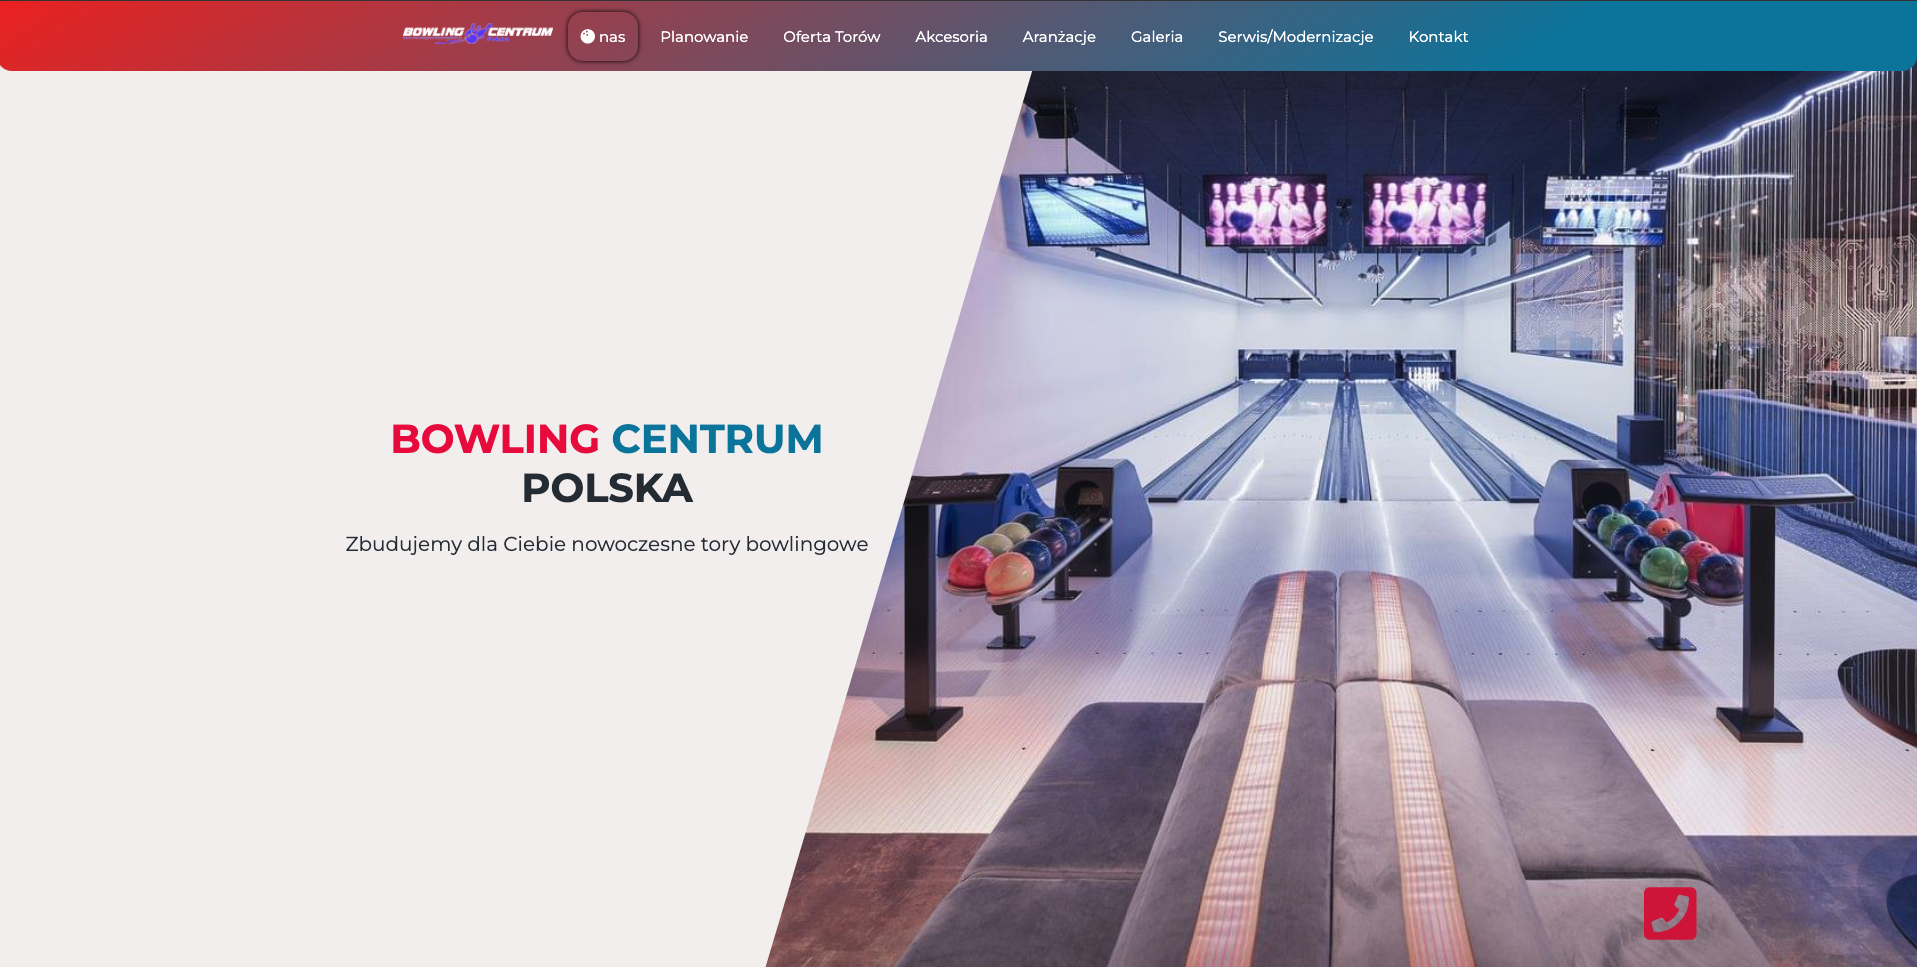 BOWLING CENTRUM
nas
Planowanie
Oferta Torów
Akcesoria
Aranżacje
Galeria
Serwis/Modernizacje
Kontakt
BOWLING CENTRUM
POLSKA
Zbudujemy dla Ciebie nowoczesne tory bowlingowe